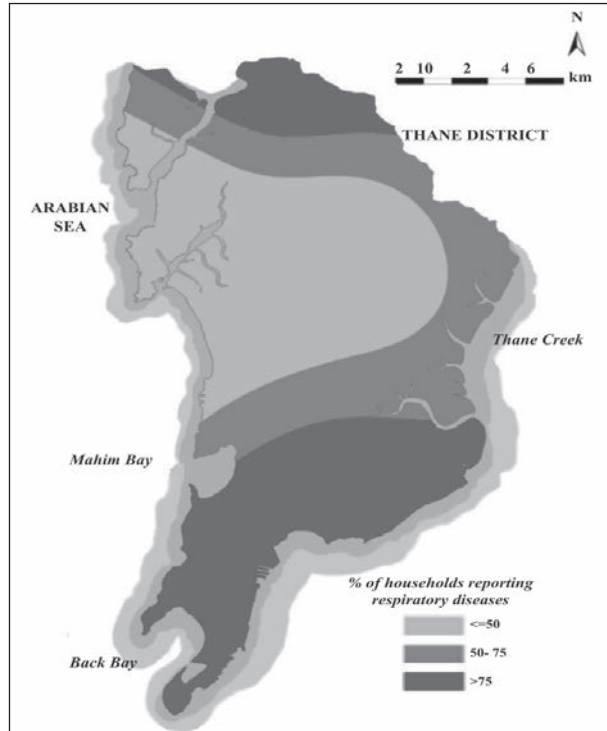 N
2 10 2 4 6
km
THANE DISTRICT
ARABIAN
SEA
Thane Creek
Mahim Bay
% of households reporting
respiratory diseases
<=50
50- 75
>75
Back Bay